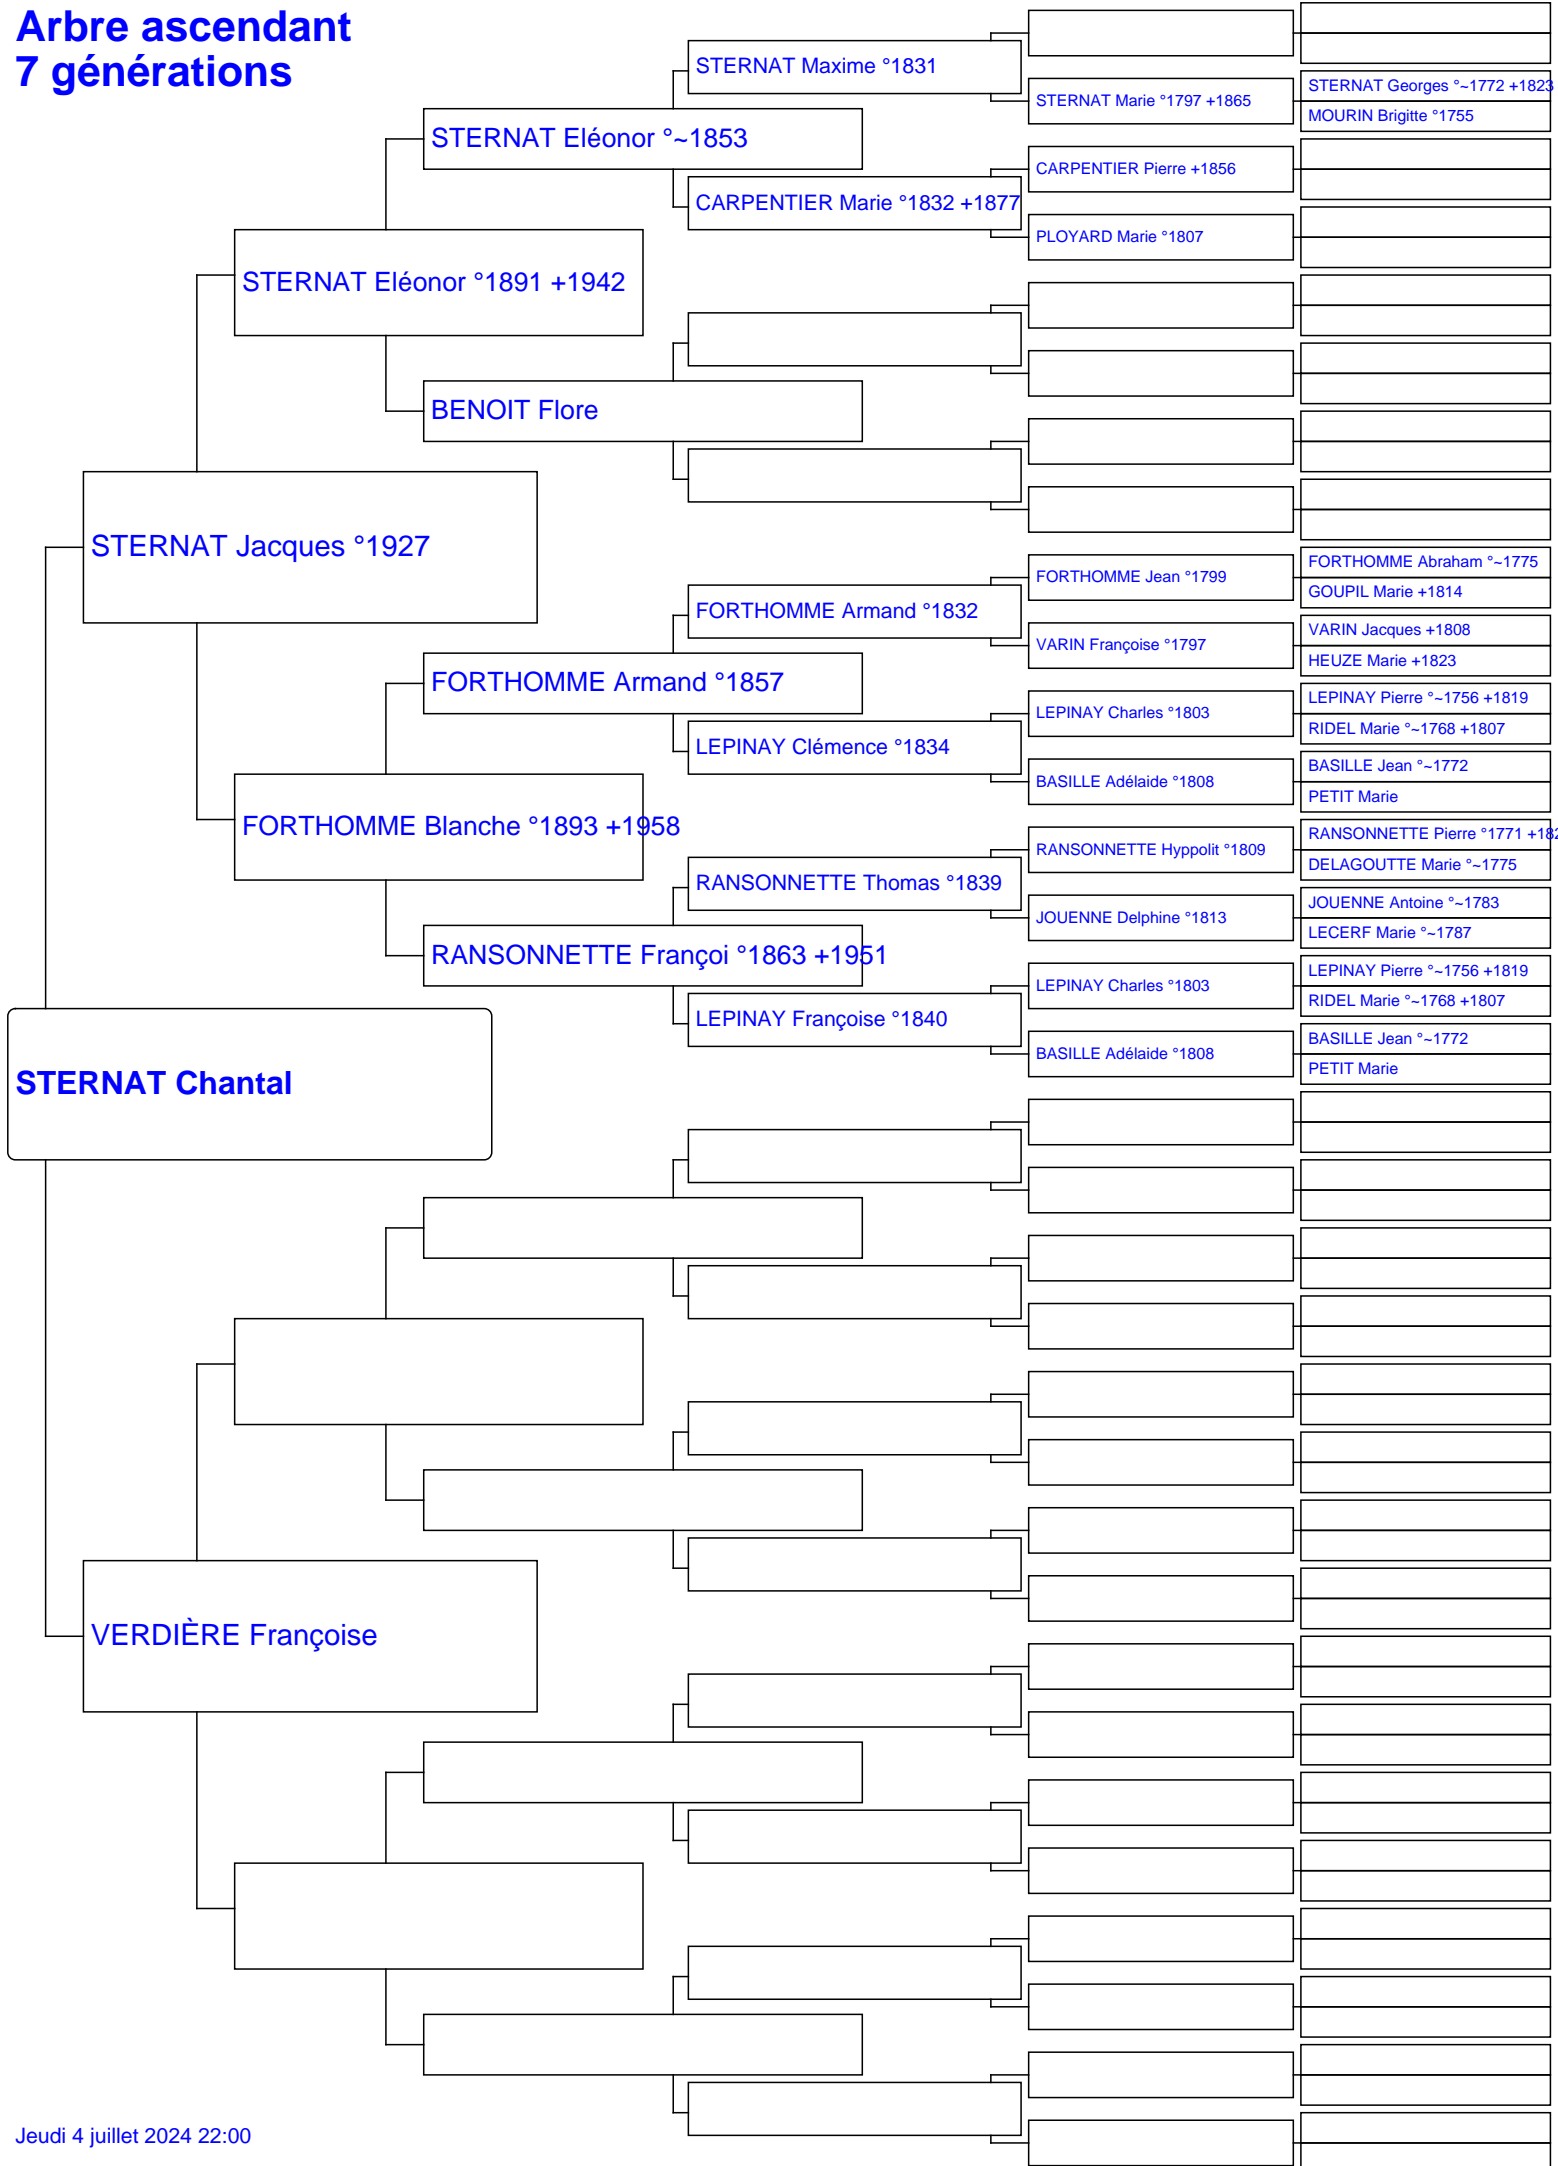 Arbre ascendant
7 générations
STERNAT Maxime °1831
STERNAT Marie °1797 +1865
STERNAT Georges °~1772 +1823
MOURIN Brigitte °1755
STERNAT Eléonor °~1853
CARPENTIER Pierre +1856
CARPENTIER Marie °1832 +1877
PLOYARD Marie °1807
STERNAT Eléonor °1891 +1942
BENOIT Flore
STERNAT Jacques °1927
FORTHOMME Jean °1799
FORTHOMME Abraham °~1775
GOUPIL Marie +1814
FORTHOMME Armand °1832
VARIN Françoise °1797
VARIN Jacques +1808
HEUZE Marie +1823
FORTHOMME Armand °1857
LEPINAY Charles °1803
LEPINAY Pierre °~1756 +1819
RIDEL Marie °~1768 +1807
LEPINAY Clémence °1834
BASILLE Adélaide °1808
BASILLE Jean °~1772
PETIT Marie
FORTHOMME Blanche °1893 +1958
RANSONNETTE Hyppolit °1809
RANSONNETTE Pierre °1771
DELAGOUTTE Marie °~1775
RANSONNETTE Thomas °1839
JOUENNE Delphine °1813
JOUENNE Antoine °~1783
LECERF Marie °~1787
RANSONNETTE Françoi °1863 +1951
LEPINAY Charles °1803
LEPINAY Pierre °~1756 +1819
RIDEL Marie °~1768 +1807
LEPINAY Françoise °1840
BASILLE Adélaide °1808
BASILLE Jean °~1772
PETIT Marie
STERNAT Chantal
VERDIÈRE Françoise
Jeudi 4 juillet 2024 22:00